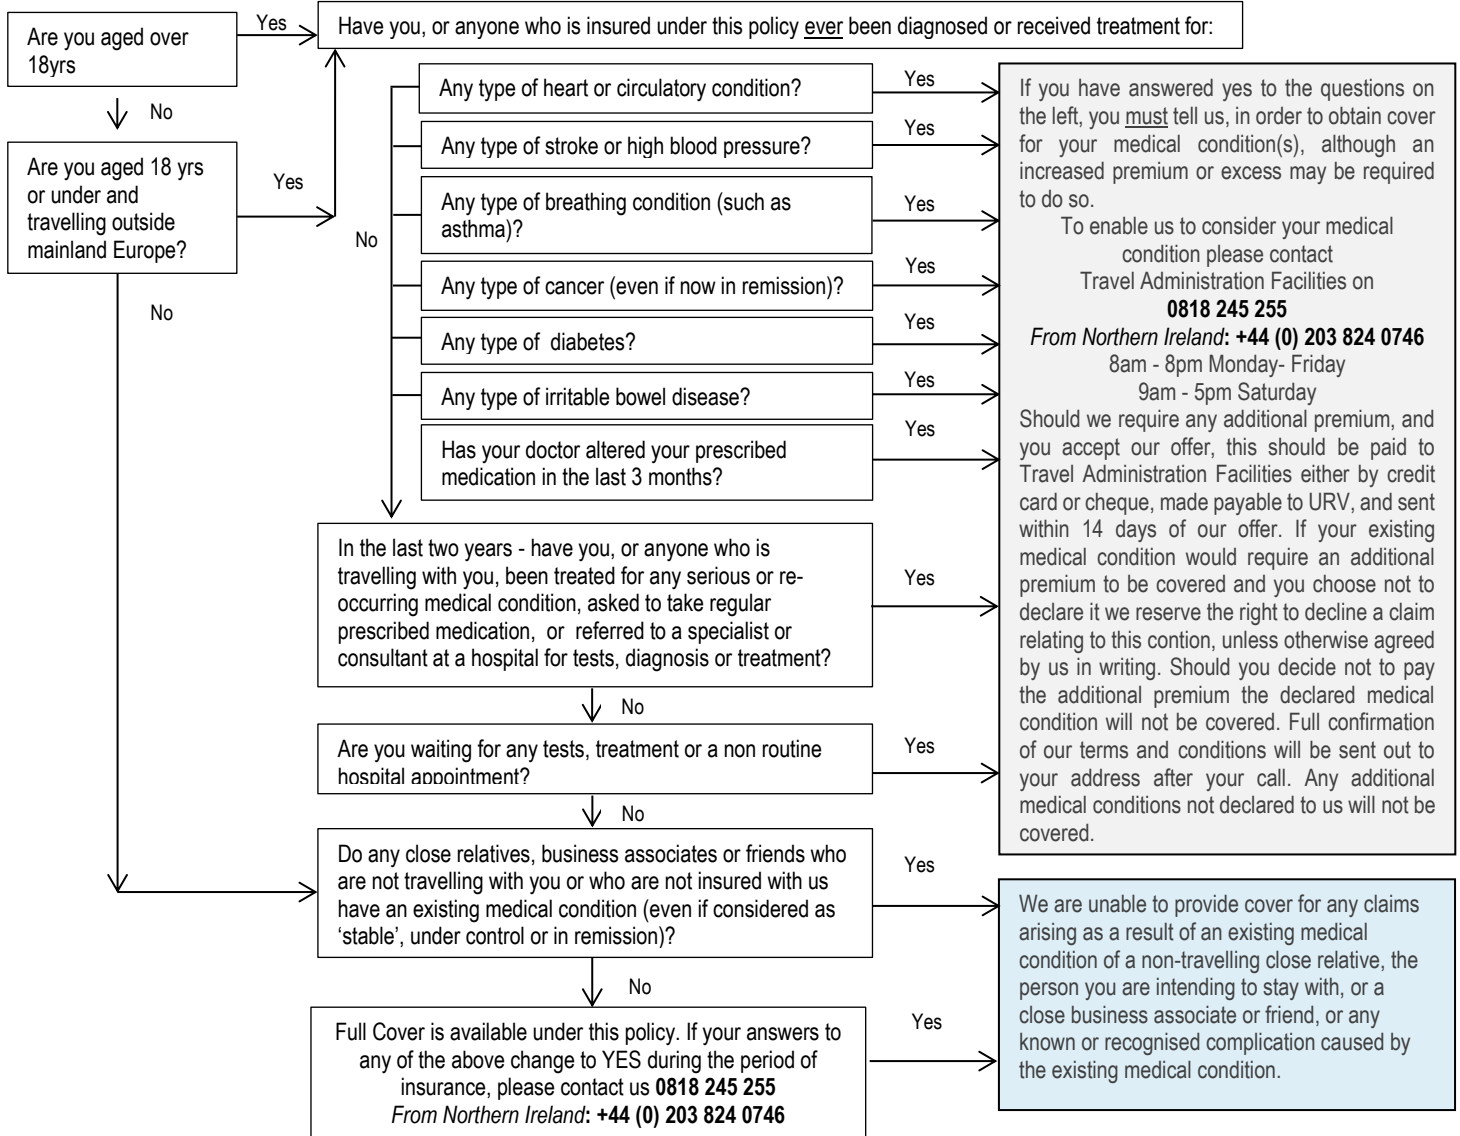 Are you aged over
18yrs
Yes
Have you, or anyone who is insured under this policy ever been diagnosed or received treatment for:
No
Are you aged 18 yrs
or under and
travelling outside
mainland Europe?
Yes
No
No
Any type of heart or circulatory condition?
Yes
Any type of stroke or high blood pressure?
Yes
Any type of breathing condition (such as
asthma)?
Yes
Any type of cancer (even if now in remission)?
Yes
Any type of  diabetes?
Yes
Any type of irritable bowel disease?
Yes
Has your doctor altered your prescribed
medication in the last 3 months?
Yes
In the last two years - have you, or anyone who is
travelling with you, been treated for any serious or re-
occurring medical condition, asked to take regular
prescribed medication,  or  referred to a specialist or
consultant at a hospital for tests, diagnosis or treatment?
Yes
No
Are you waiting for any tests, treatment or a non routine
hospital appointment?
Yes
No
Do any close relatives, business associates or friends who
are not travelling with you or who are not insured with us
have an existing medical condition (even if considered as
‘stable’, under control or in remission)?
Yes
No
Full Cover is available under this policy. If your answers to
any of the above change to YES during the period of
insurance, please contact us 0818 245 255
From Northern Ireland: +44 (0) 203 824 0746
Yes
If you have answered yes to the questions on
the left, you must tell us, in order to obtain cover
for your medical condition(s), although an
increased premium or excess may be required
to do so.
To enable us to consider your medical
condition please contact
Travel Administration Facilities on
0818 245 255
From Northern Ireland: +44 (0) 203 824 0746
8am - 8pm Monday- Friday
9am - 5pm Saturday
Should we require any additional premium, and
you accept our offer, this should be paid to
Travel Administration Facilities either by credit
card or cheque, made payable to URV, and sent
within 14 days of our offer. If your existing
medical condition would require an additional
premium to be covered and you choose not to
declare it we reserve the right to decline a claim
relating to this contion, unless otherwise agreed
by us in writing. Should you decide not to pay
the additional premium the declared medical
condition will not be covered. Full confirmation
of our terms and conditions will be sent out to
your address after your call. Any additional
medical conditions not declared to us will not be
covered.
We are unable to provide cover for any claims
arising as a result of an existing medical
condition of a non-travelling close relative, the
person you are intending to stay with, or a
close business associate or friend, or any
known or recognised complication caused by
the existing medical condition.